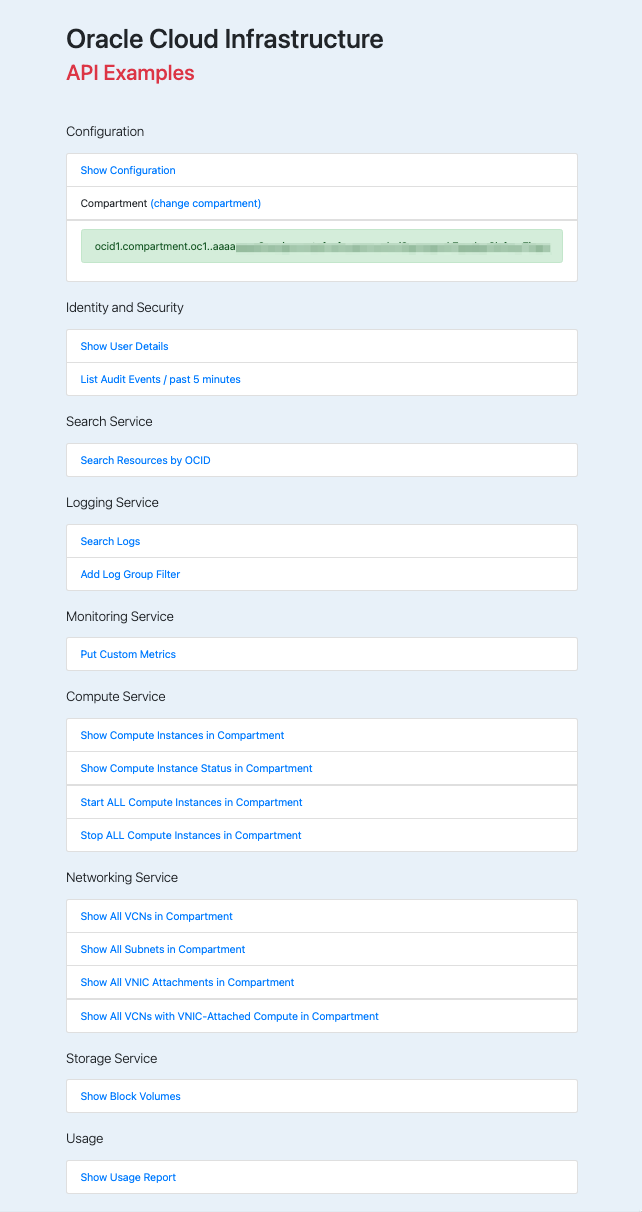 Oracle Cloud Infrastructure
API Examples
Configuration
Show Configuration
Compartment (change compartment)
ocid1.compartment.oc1..aaaa
Identity and Security
Show User Details
List Audit Events / past 5 minutes
Search Service
Search Resources by OCID
Logging Service
Search Logs
Add Log Group Filter
Monitoring Service
Put Custom Metrics
Compute Service
Show Compute Instances in Compartment
Show Compute Instance Status in Compartment
Start ALL Compute Instances in Compartment
Stop ALL Compute Instances in Compartment
Networking Service
Show All VCNs in Compartment
Show All Subnets in Compartment
Show All VNIC Attachments in Compartment
Show All VCNs with VNIC-Attached Compute in Compartment
Storage Service
Show Block Volumes
Usage
Show Usage Report